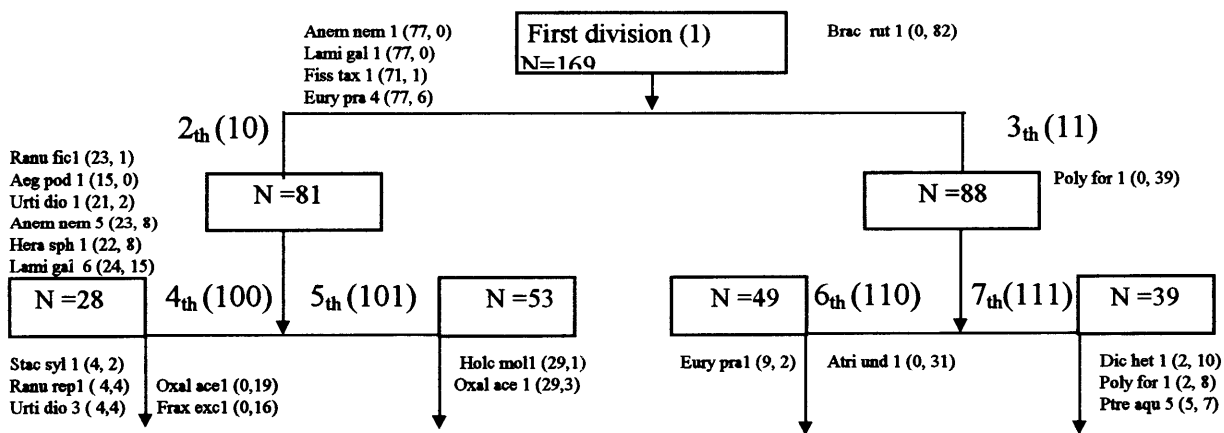 Anem nem 1 (77, 0)
Lami gal 1 (77, 0)
Fiss tax 1 (71, 1)
Eury pra 4 (77, 6)
First division (1)
N=169
Brac rut 1 (0, 82)
2th (10)
3th (11)
Ranu fic1 (23, 1)
Aeg pod 1 (15, 0)
Urti dio 1 (21, 2)
Anem nem 5 (23, 8)
Hera sph 1 (22, 8)
Lami gal 6 (24, 15)
N =81
N =88
Poly for 1 (0, 39)
N =28
4th (100)
5th (101)
N =53
N =49
6th (110)
7th(111)
N =39
Stac syl 1 (4, 2)
Ranu rep1 ( 4,4)
Urti dio 3 ( 4,4)
Oxal ace1 (0,19)
Frax exc1 (0,16)
Holc mol1 (29,1)
Oxal ace 1 (29,3)
Eury pra1 (9, 2)
Atri und 1 (0, 31)
Dic het 1 (2, 10)
Poly for 1 (2, 8)
Ptre aqu 5 (5, 7)